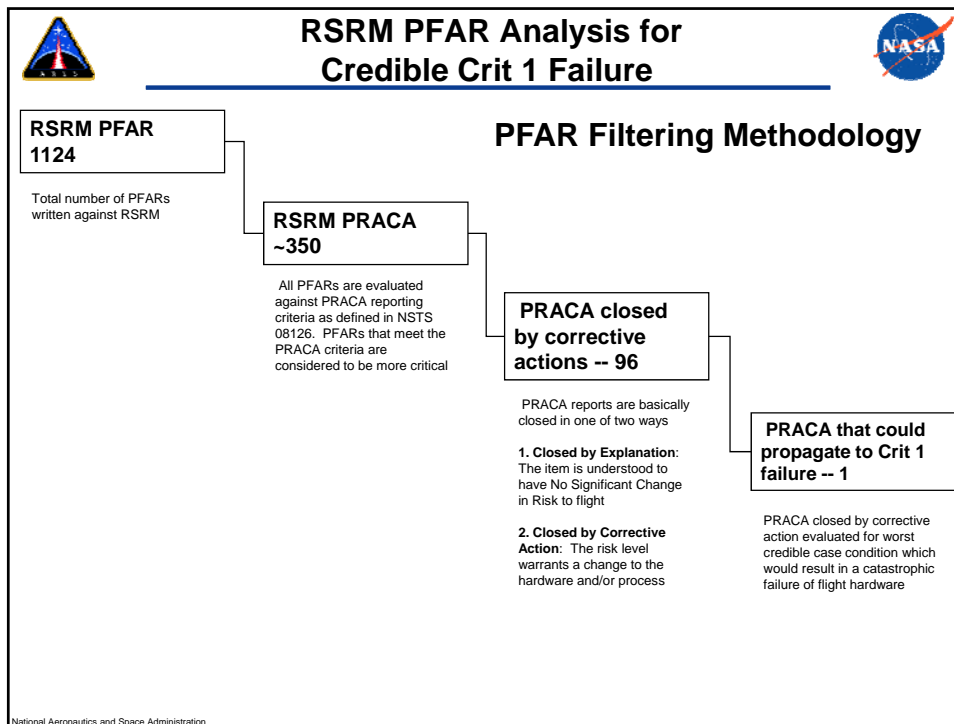 RSRM PFAR Analysis for
Credible Crit 1 Failure
ARES
NASA
PFAR Filtering Methodology
RSRM PFAR
1124
Total number of PFARs
written against RSRM
RSRM PRACA
~350
All PFARs are evaluated
against PRACA reporting
criteria as defined in NSTS
08126. PFARs that meet the
PRACA criteria are
considered to be more critical
PRACA closed
by corrective
actions -- 96
PRACA reports are basically
closed in one of two ways
1. Closed by Explanation:
The item is understood to
have No Significant Change
in Risk to flight
2. Closed by Corrective
Action: The risk level
warrants a change to the
hardware and/or process
PRACA that could
propagate to Crit 1
failure -- 1
PRACA closed by corrective
action evaluated for worst
credible case condition which
would result in a catastrophic
failure of flight hardware
National Aeronautics and Space Administration